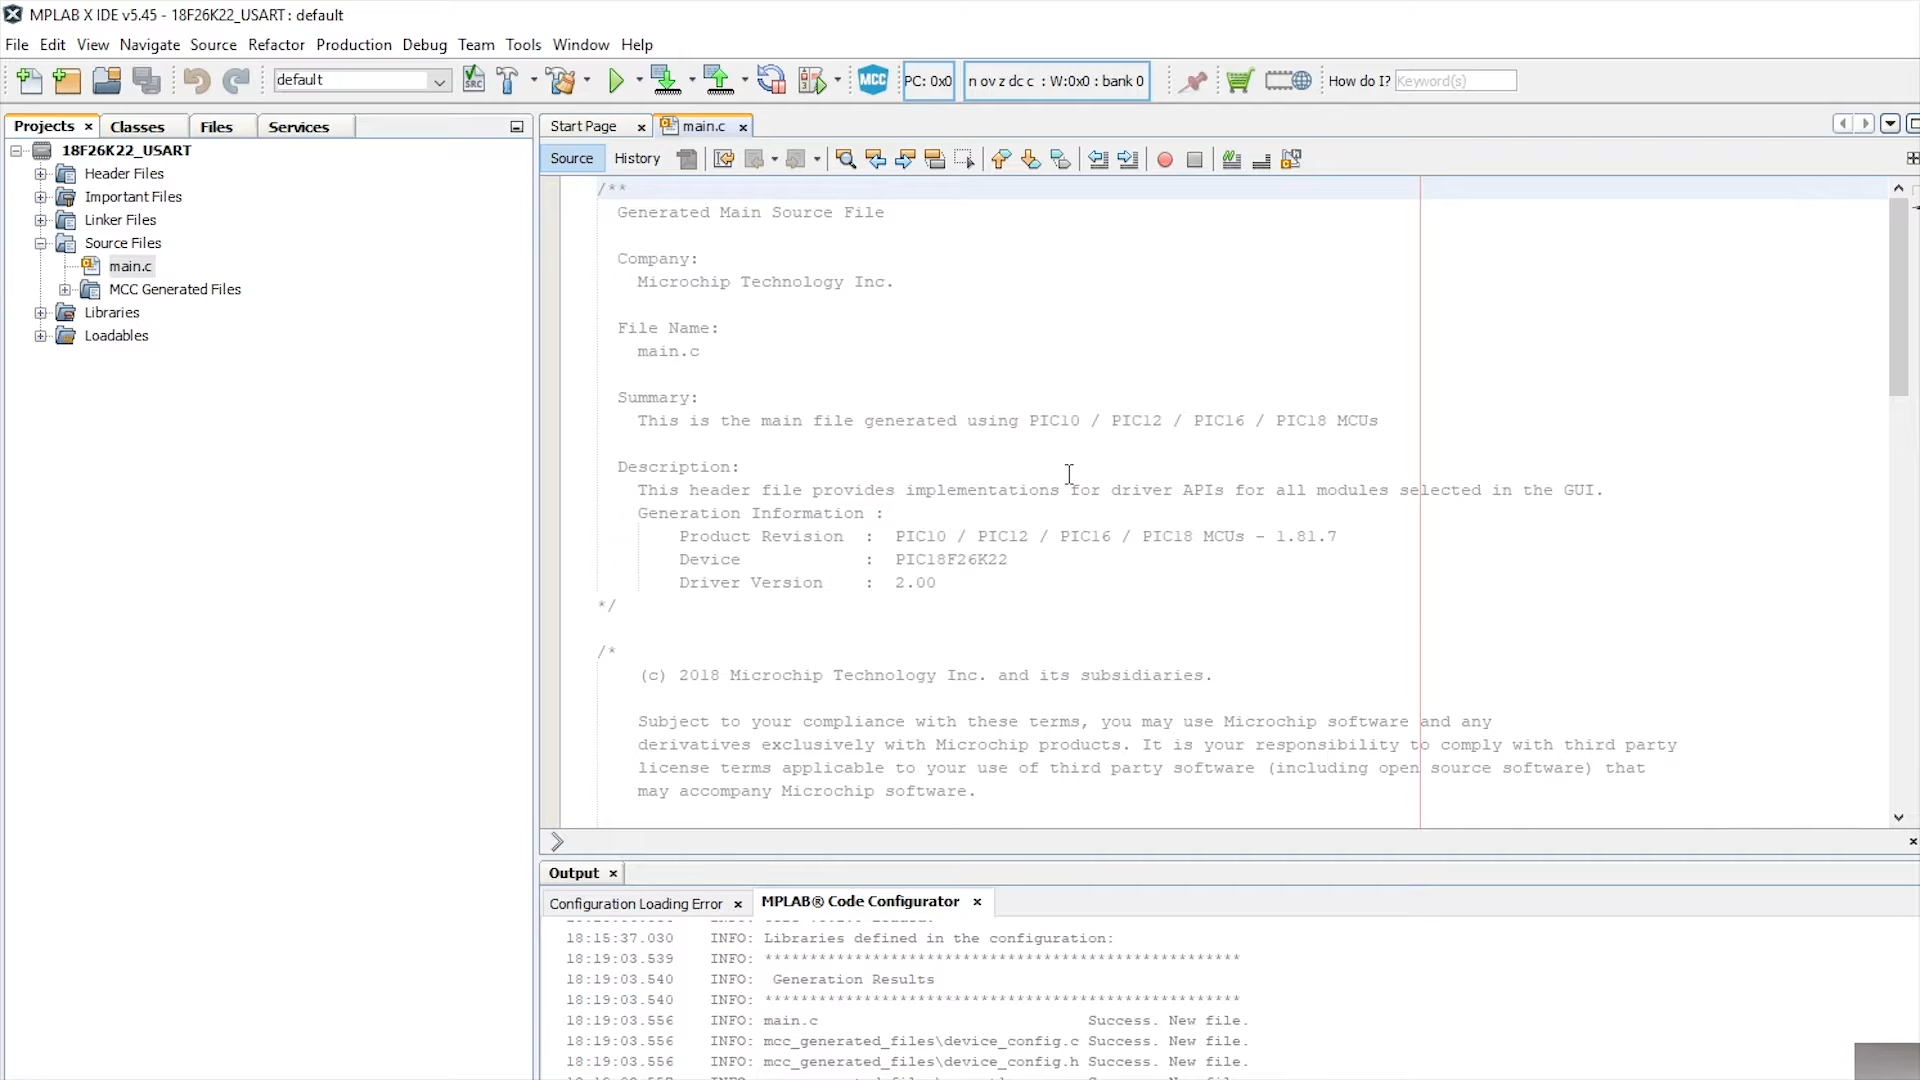 MPLAB X IDE v5.45 - 18F26K22_USART : default
File Edit View Navigate Source Refactor Production Debug Team Tools Window Help
default
SRC
MCC
PC: 0x0
n ov z dc c : W:0x0 : bank 0
How do I? Keyword(s)
Projects
Classes
Files
Services
18F26K22_USART
Header Files
Important Files
Linker Files
Source Files
main.c
MCC Generated Files
Libraries
Loadables
Start Page
main.c
Source
History
/**
Generated Main Source File
Company:
Microchip Technology Inc.
File Name:
main.c
Summary:
This is the main file generated using PIC10 / PIC12 / PIC16 / PIC18 MCUs
Description:
This header file provides implementations for driver APIs for all modules selected in the GUI.
Generation Information :
Product Revision : PIC10 / PIC12 / PIC16 / PIC18 MCUs - 1.81.7
Device : PIC18F26K22
Driver Version : 2.00
*/
/*
(c) 2018 Microchip Technology Inc. and its subsidiaries.
Subject to your compliance with these terms, you may use Microchip software and any
derivatives exclusively with Microchip products. It is your responsibility to comply with third party
license terms applicable to your use of third party software (including open source software) that
may accompany Microchip software.
Output
Configuration Loading Error
MPLAB® Code Configurator
18:15:37.030 INFO: Libraries defined in the configuration:
18:19:03.539 INFO: ****************************************************
18:19:03.540 INFO: Generation Results
18:19:03.540 INFO: ****************************************************
18:19:03.556 INFO: main.c Success. New file.
18:19:03.556 INFO: mcc_generated_files\device_config.c Success. New file.
18:19:03.556 INFO: mcc_generated_files\device_config.h Success. New file.